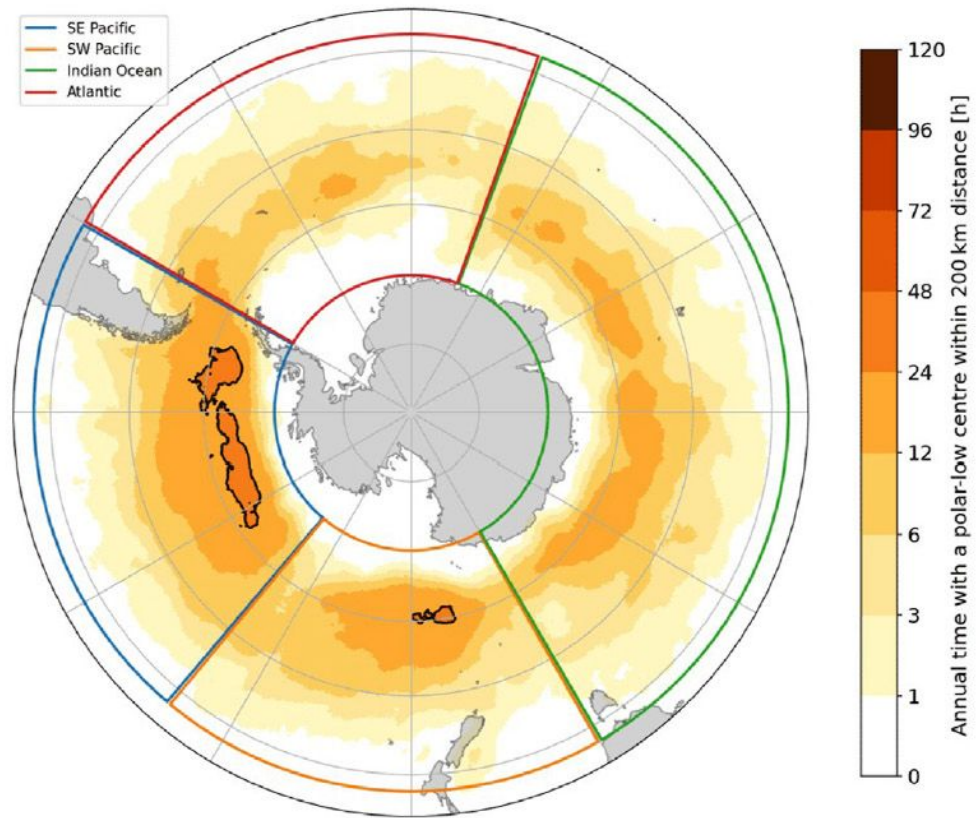 SE Pacific
SW Pacific
Indian Ocean
Atlantic
120
96
72
48
24
12
6
3
1
0
Annual time with a polar-low centre within 200 km distance [h]